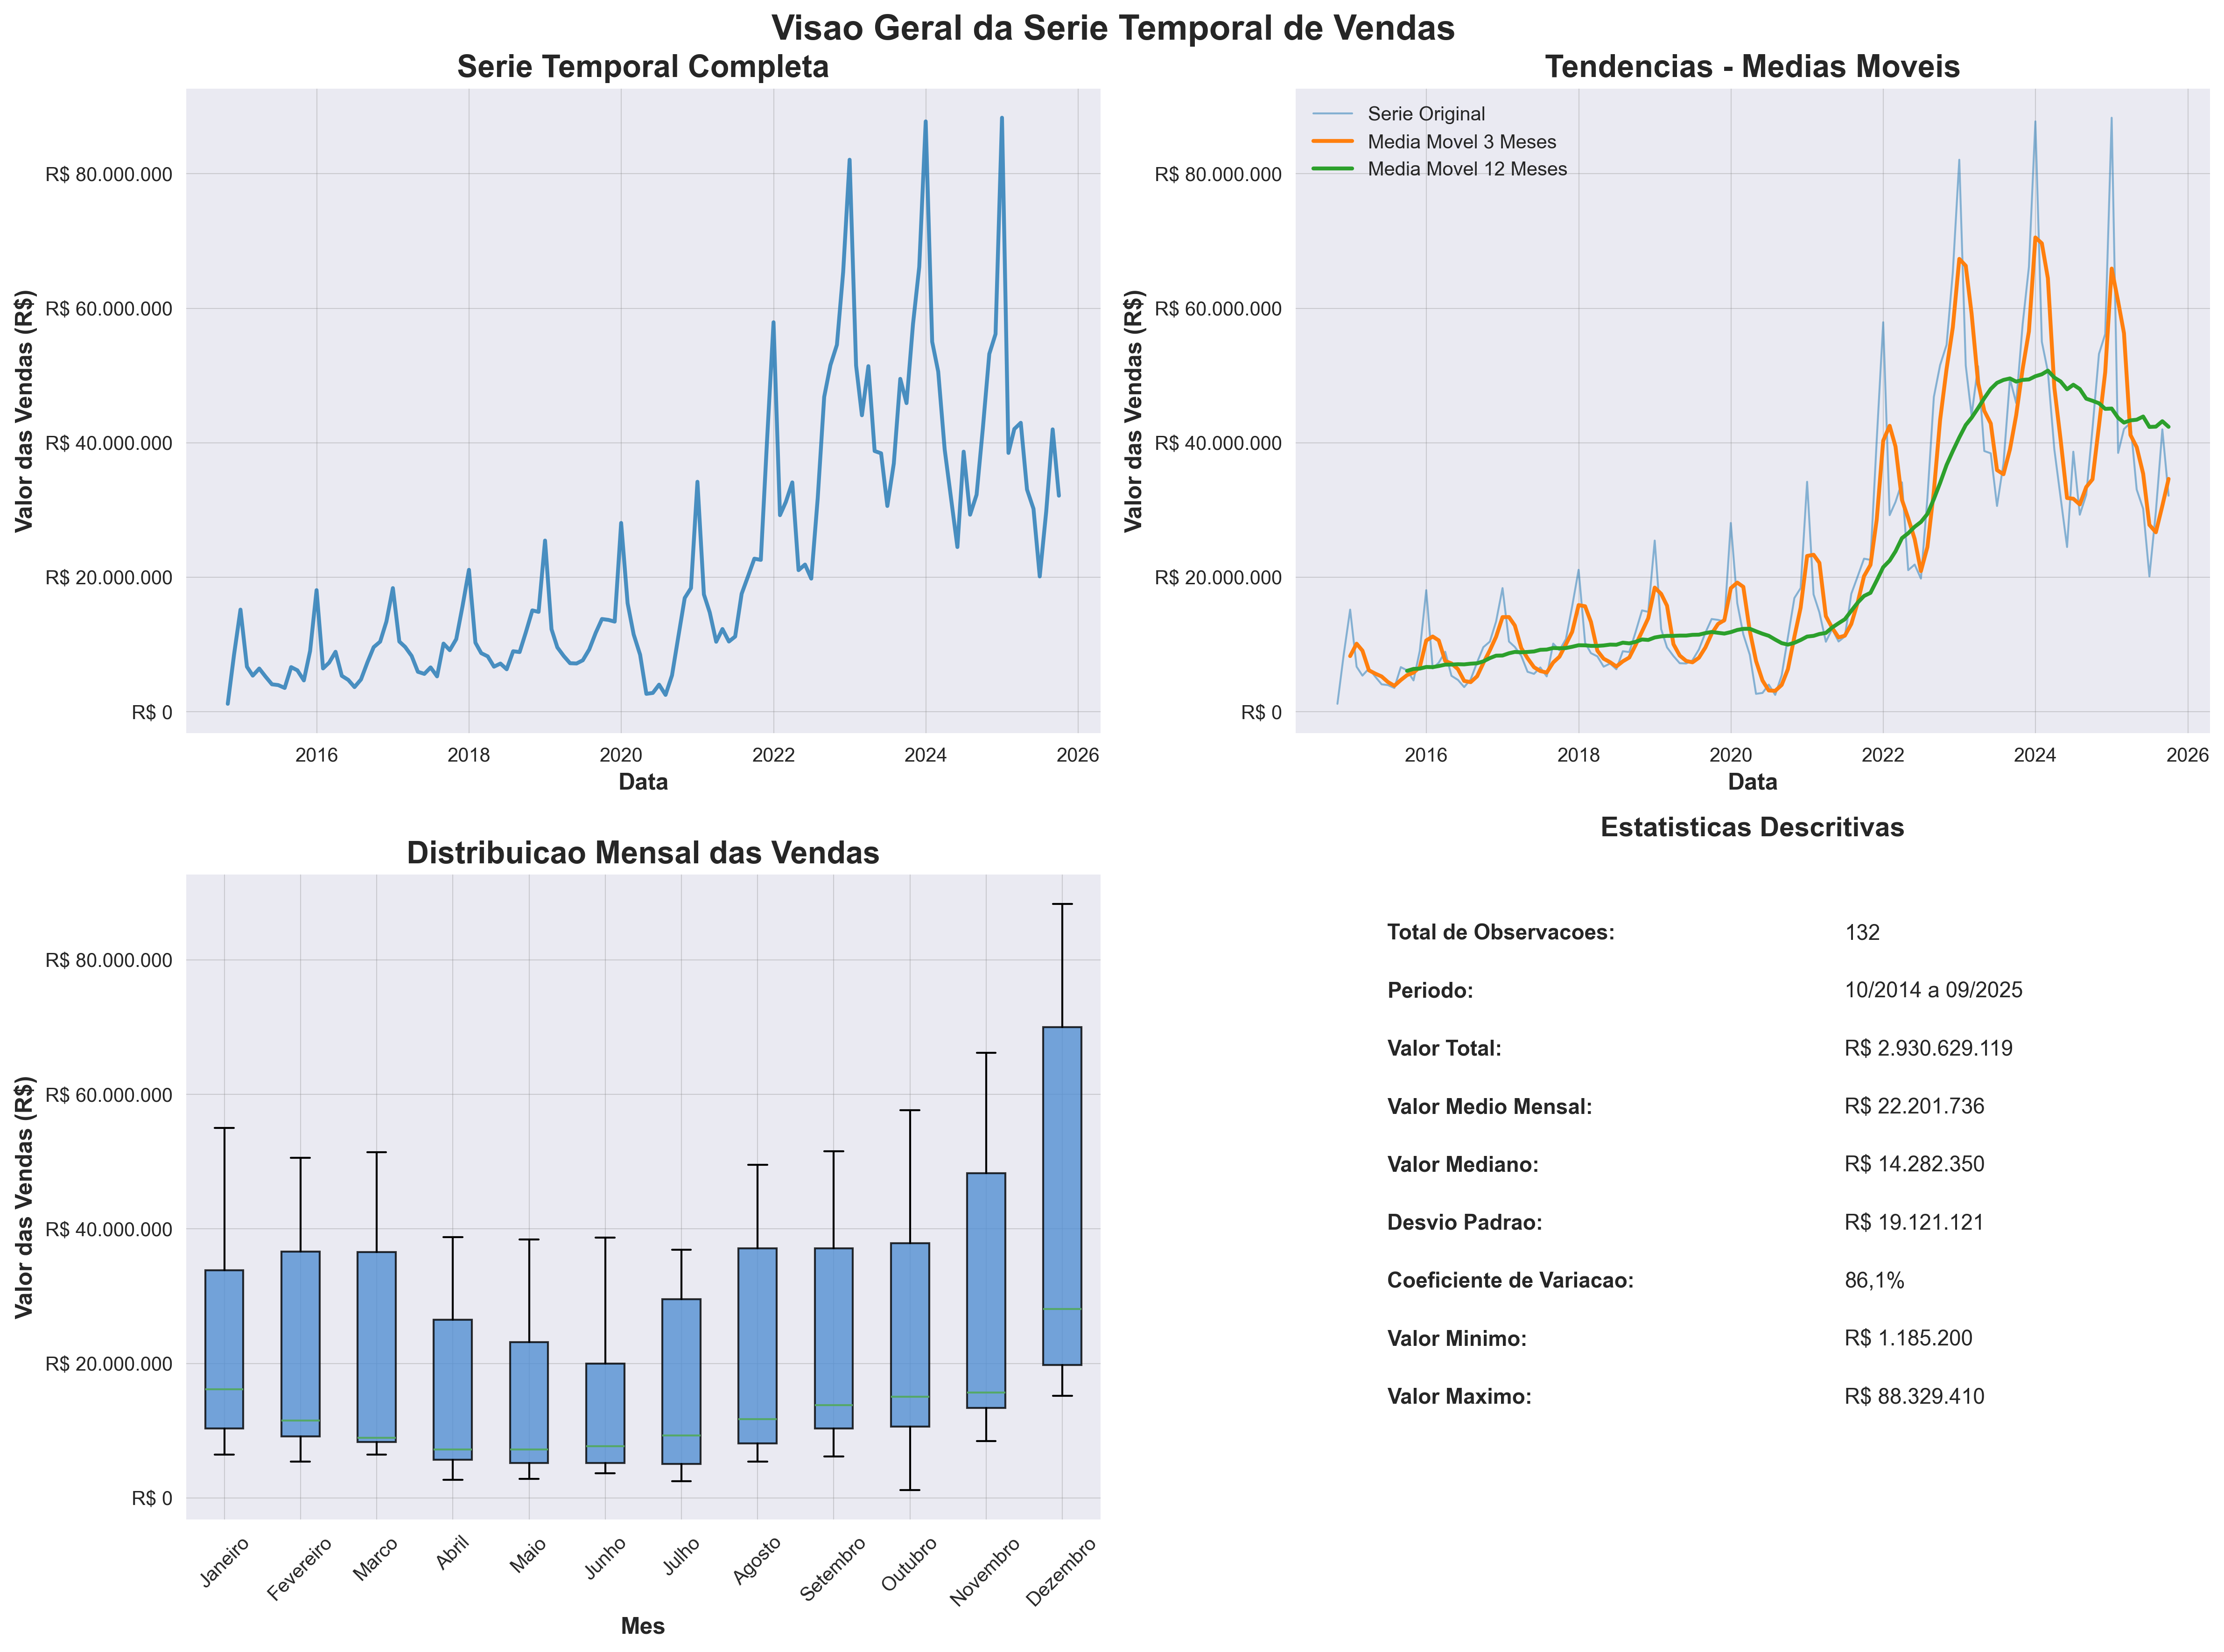 Visao Geral da Serie Temporal de Vendas
Serie Temporal Completa
Valor das Vendas (R$)
R$ 80.000.000
R$ 60.000.000
R$ 40.000.000
R$ 20.000.000
R$ 0
2016 2018 2020 2022 2024 2026
Data
Tendencias - Medias Moveis
Serie Original
Media Movel 3 Meses
Media Movel 12 Meses
Valor das Vendas (R$)
R$ 80.000.000
R$ 60.000.000
R$ 40.000.000
R$ 20.000.000
R$ 0
2016 2018 2020 2022 2024 2026
Data
Distribuicao Mensal das Vendas
Valor das Vendas (R$)
R$ 80.000.000
R$ 60.000.000
R$ 40.000.000
R$ 20.000.000
R$ 0
Janeiro Fevereiro Marco Abril Maio Junho Julho Agosto Setembro Outubro Novembro Dezembro
Mes
Estatisticas Descritivas
Total de Observacoes: 132
Periodo: 10/2014 a 09/2025
Valor Total: R$ 2.930.629.119
Valor Medio Mensal: R$ 22.201.736
Valor Mediano: R$ 14.282.350
Desvio Padrao: R$ 19.121.121
Coeficiente de Variacao: 86,1%
Valor Minimo: R$ 1.185.200
Valor Maximo: R$ 88.329.410